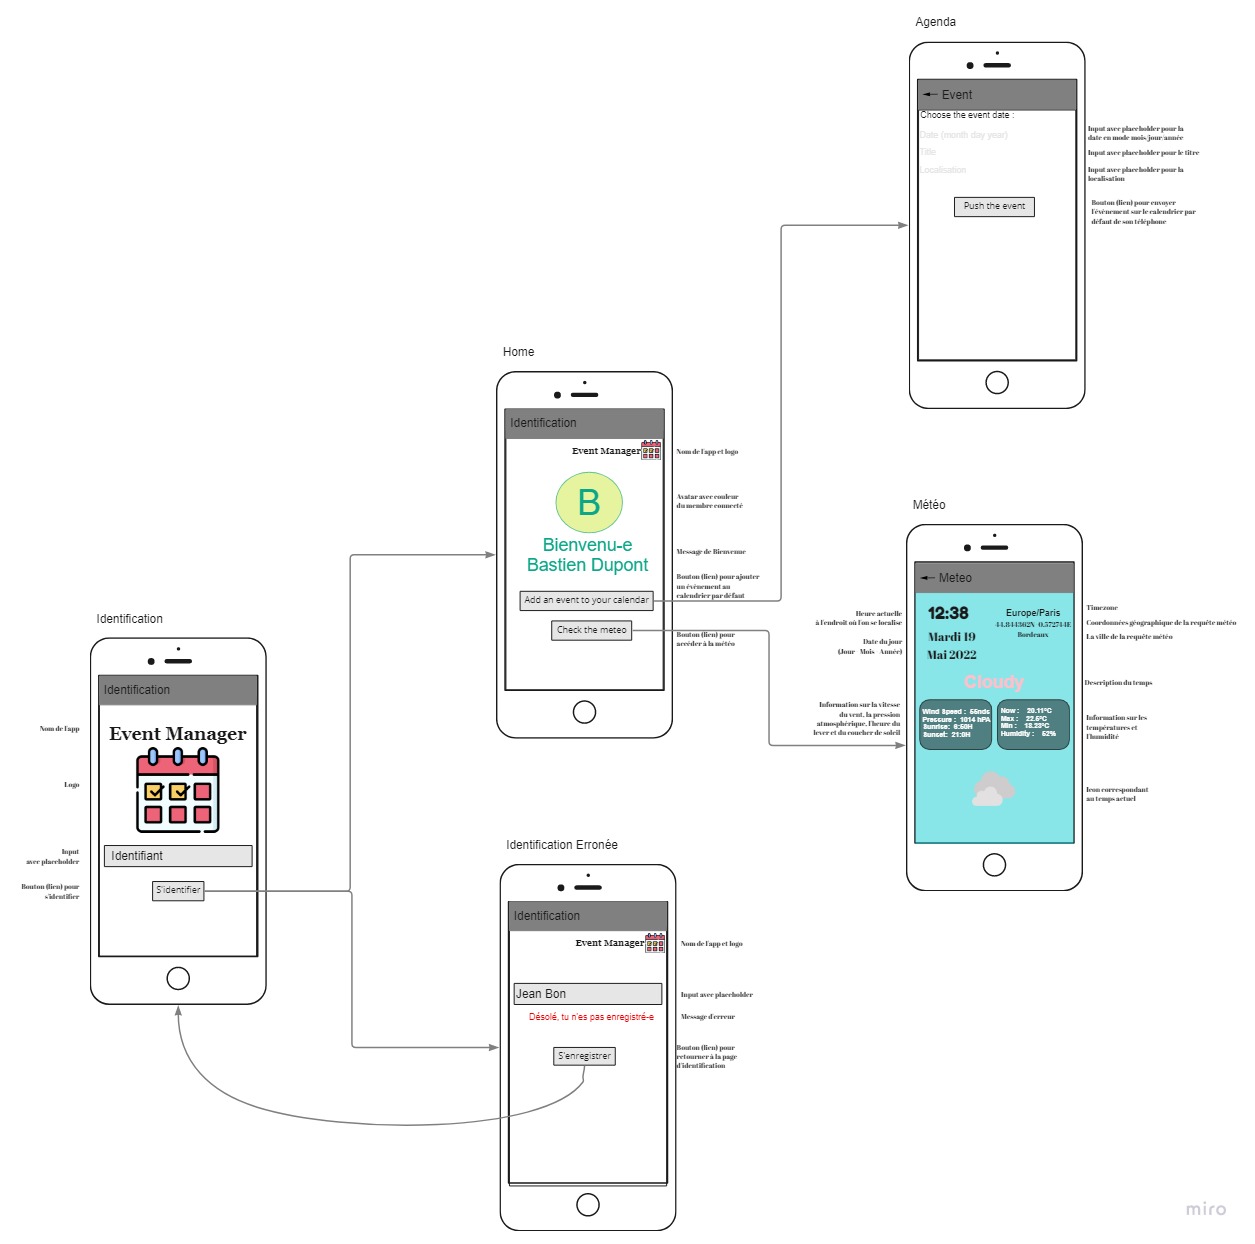 Agenda
Event
Choose the event date :
Date (month day year)
Title
Localisation
Push the event
Input avec placeholder pour la
date en mode mois/jour/année
Input avec placeholder pour le titre
Input avec placeholder pour la
localisation
Bouton (lien) pour envoyer
l'événement sur le calendrier par
défaut de son téléphone
Home
Identification
Event Manager
B
Bienvenu-e
Bastien Dupont
Add an event to your calendar
Check the meteo
Nom de l'app et logo
Avatar avec couleur
du membre connecté
Message de Bienvenue
Bouton (lien) pour ajouter
un événement au
calendrier par défaut
Bouton (lien) pour
accéder à la météo
Météo
Meteo
12:38
Mardi 19
Mai 2022
Europe/Paris
44.844362N -0.572744E
Bordeaux
Cloudy
Wind Speed : 55nds
Pressure : 1014 hPA
Sunrise: 6:50H
Sunset: 21:0H
Now : 20.11°C
Max : 22.5°C
Min : 18.23°C
Humidity : 52%
Heure actuelle
à l'endroit où l'on se localise
Date du jour
(Jour - Mois - Année)
Information sur la vitesse
du vent, la pression
atmosphérique, l'heure du
lever et du coucher de soleil
Timezone
Coordonnées géographique de la requête météo
La ville de la requête météo
Description du temps
Information sur les
températures et
l'humidité
Icon correspondant
au temps actuel
Identification
Identification
Event Manager
Identifiant
S'identifier
Nom de l'app
Logo
Input
avec placeholder
Bouton (lien) pour
s'identifier
Identification Erronée
Identification
Event Manager
Jean Bon
Désolé, tu n'es pas enregistré-e
S'enregistrer
Nom de l'app et logo
Input avec placeholder
Message d'erreur
Bouton (lien) pour
retourner à la page
d'identification
miro